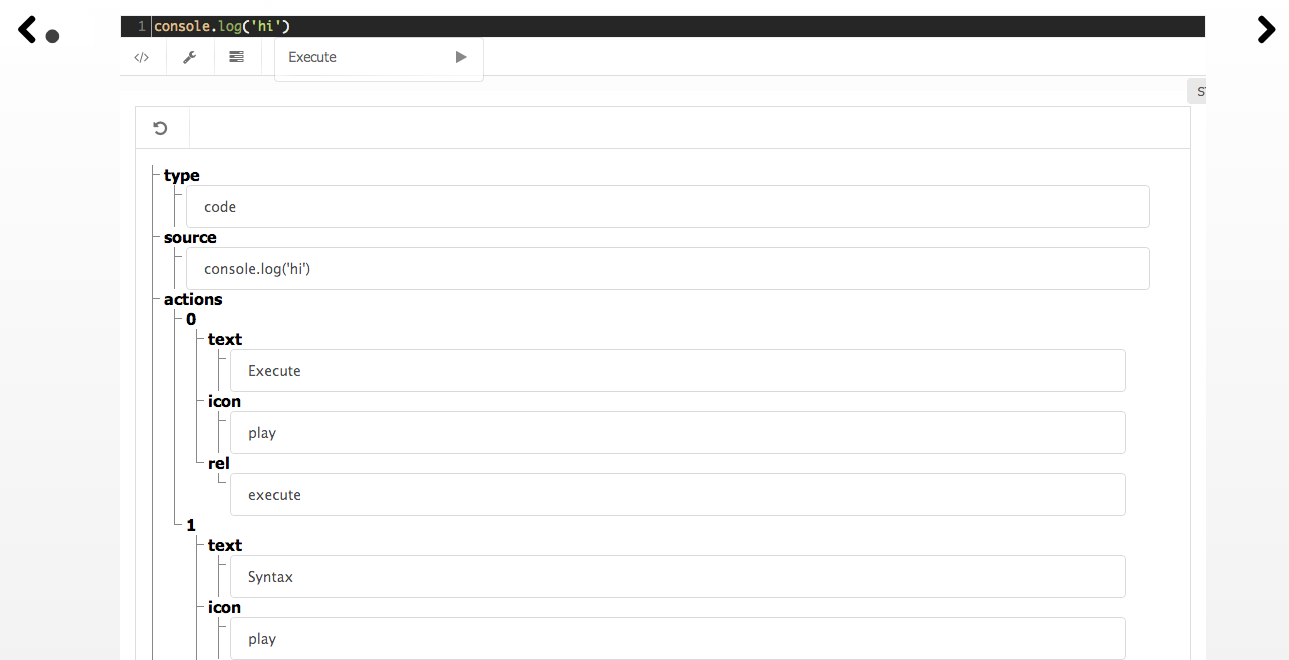 1 console.log('hi')
</> Execute
type
code
source
console.log('hi')
actions
0
text
Execute
icon
play
rel
execute
1
text
Syntax
icon
play